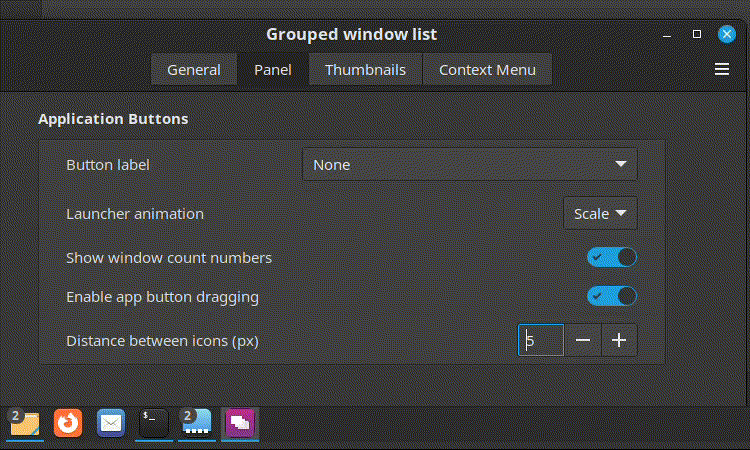 Grouped window list
General Panel Thumbnails Context Menu
Application Buttons
Button label None
Launcher animation Scale
Show window count numbers
Enable app button dragging
Distance between icons (px) 5
2 $_ 2